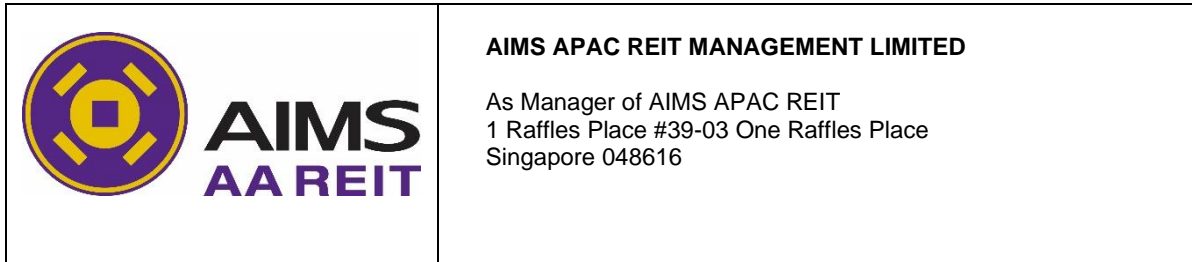 AIMS
AA REIT
AIMS APAC REIT MANAGEMENT LIMITED
As Manager of AIMS APAC REIT
1 Raffles Place #39-03 One Raffles Place
Singapore 048616